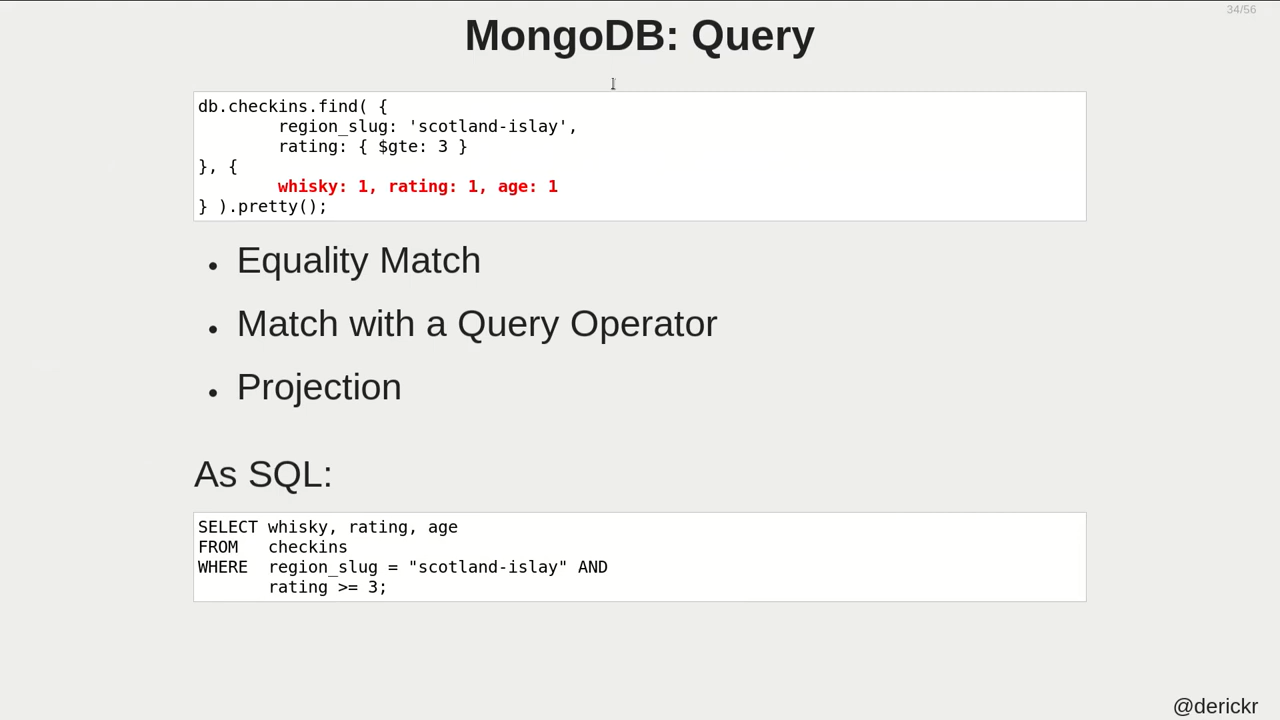 34/56
MongoDB: Query
db.checkins.find( {
        region_slug: 'scotland-islay',
        rating: { $gte: 3 }
}, {
        whisky: 1, rating: 1, age: 1
} ).pretty();
• Equality Match
• Match with a Query Operator
• Projection
As SQL:
SELECT whisky, rating, age
FROM   checkins
WHERE  region_slug = "scotland-islay" AND
       rating >= 3;
@derickr